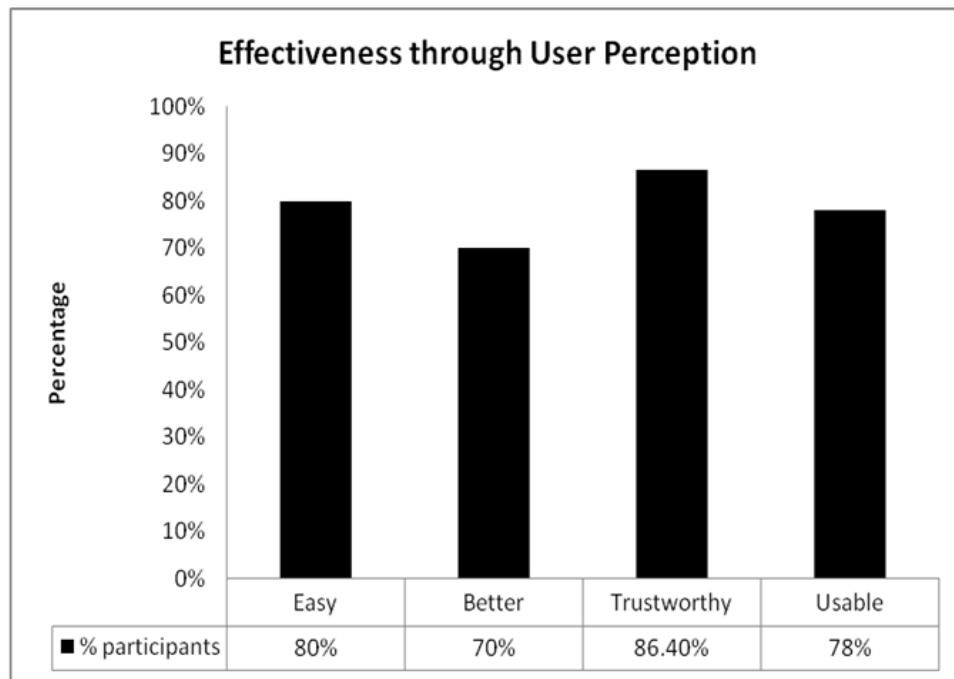 Effectiveness through User Perception
Percentage
100%
90%
80%
70%
60%
50%
40%
30%
20%
10%
0%
Easy Better Trustworthy Usable
% participants 80% 70% 86.40% 78%